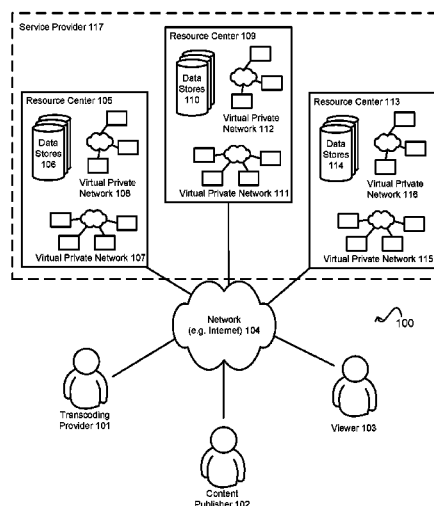 Service Provider 117
Resource Center 109
Data
Stores
110
Virtual Private
Network 112
Virtual Private Network 111
Resource Center 105
Data
Stores
106
Virtual Private
Network 108
Virtual Private
Network 107
Resource Center 113
Data
Stores
114
Virtual Private
Network 116
Virtual Private
Network 115
Network
(e.g. Internet) 104
100
Transcoding
Provider 101
Viewer 103
Content
Publisher 102